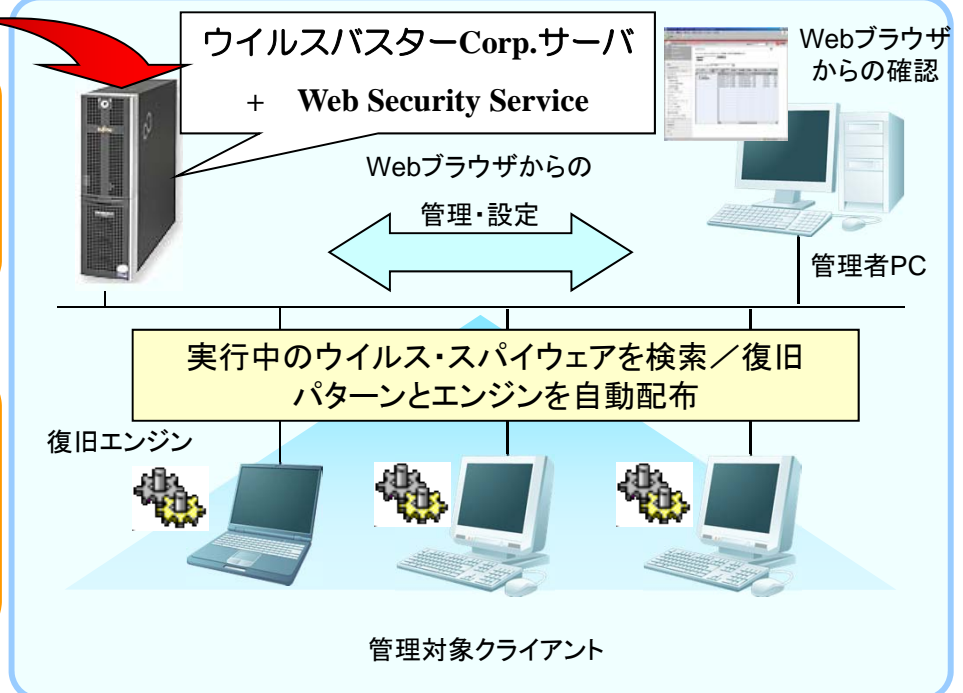 ウイルスバスターCorp.サーバ
+ Web Security Service
Webブラウザ
からの確認
Webブラウザからの
管理・設定
管理者PC
実行中のウイルス・スパイウェアを検索／復旧
パターンとエンジンを自動配布
復旧エンジン
管理対象クライアント